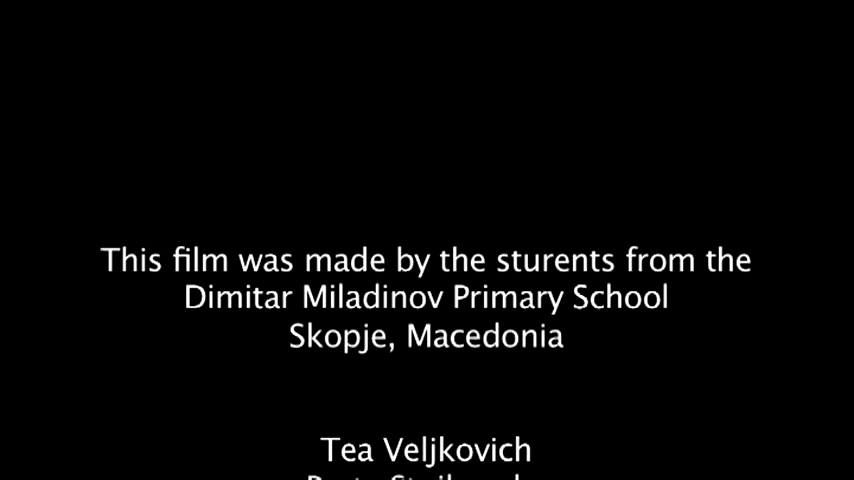 This film was made by the sturents from the
Dimitar Miladinov Primary School
Skopje, Macedonia
Tea Veljkovich